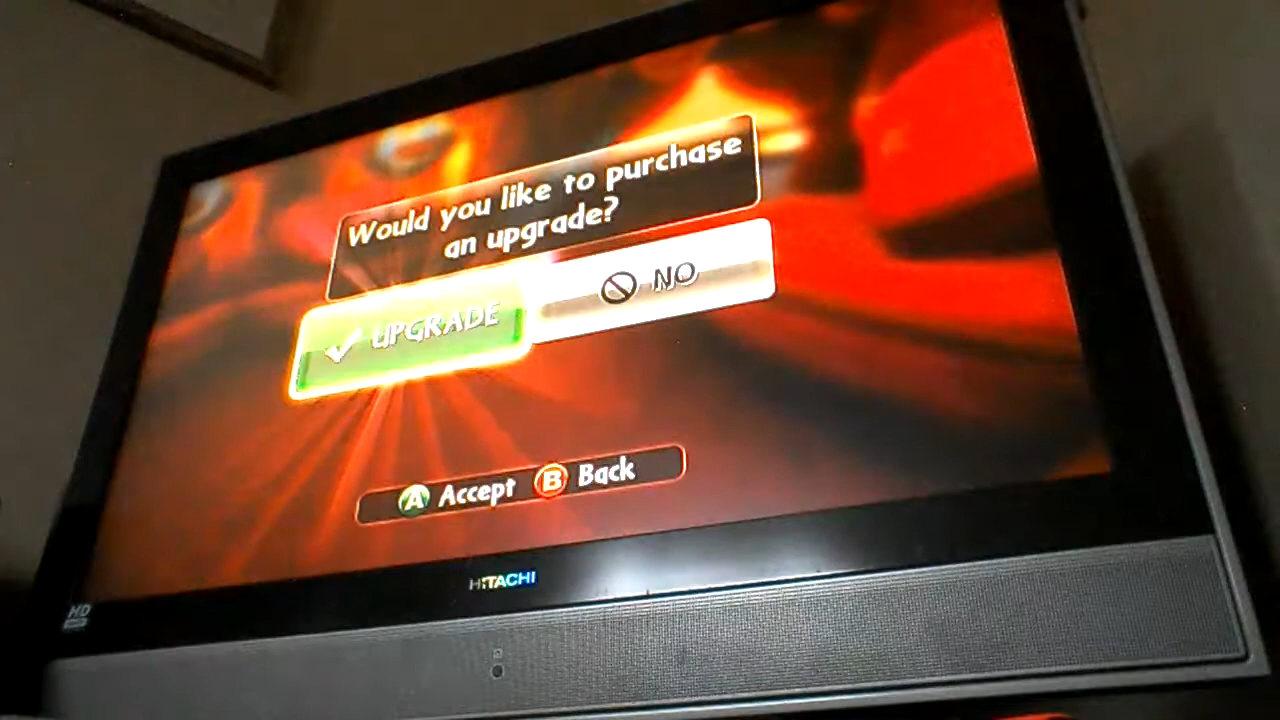 Would you like to purchase
an upgrade?
UPGRADE
NO
A Accept B Back
HITACHI
HD